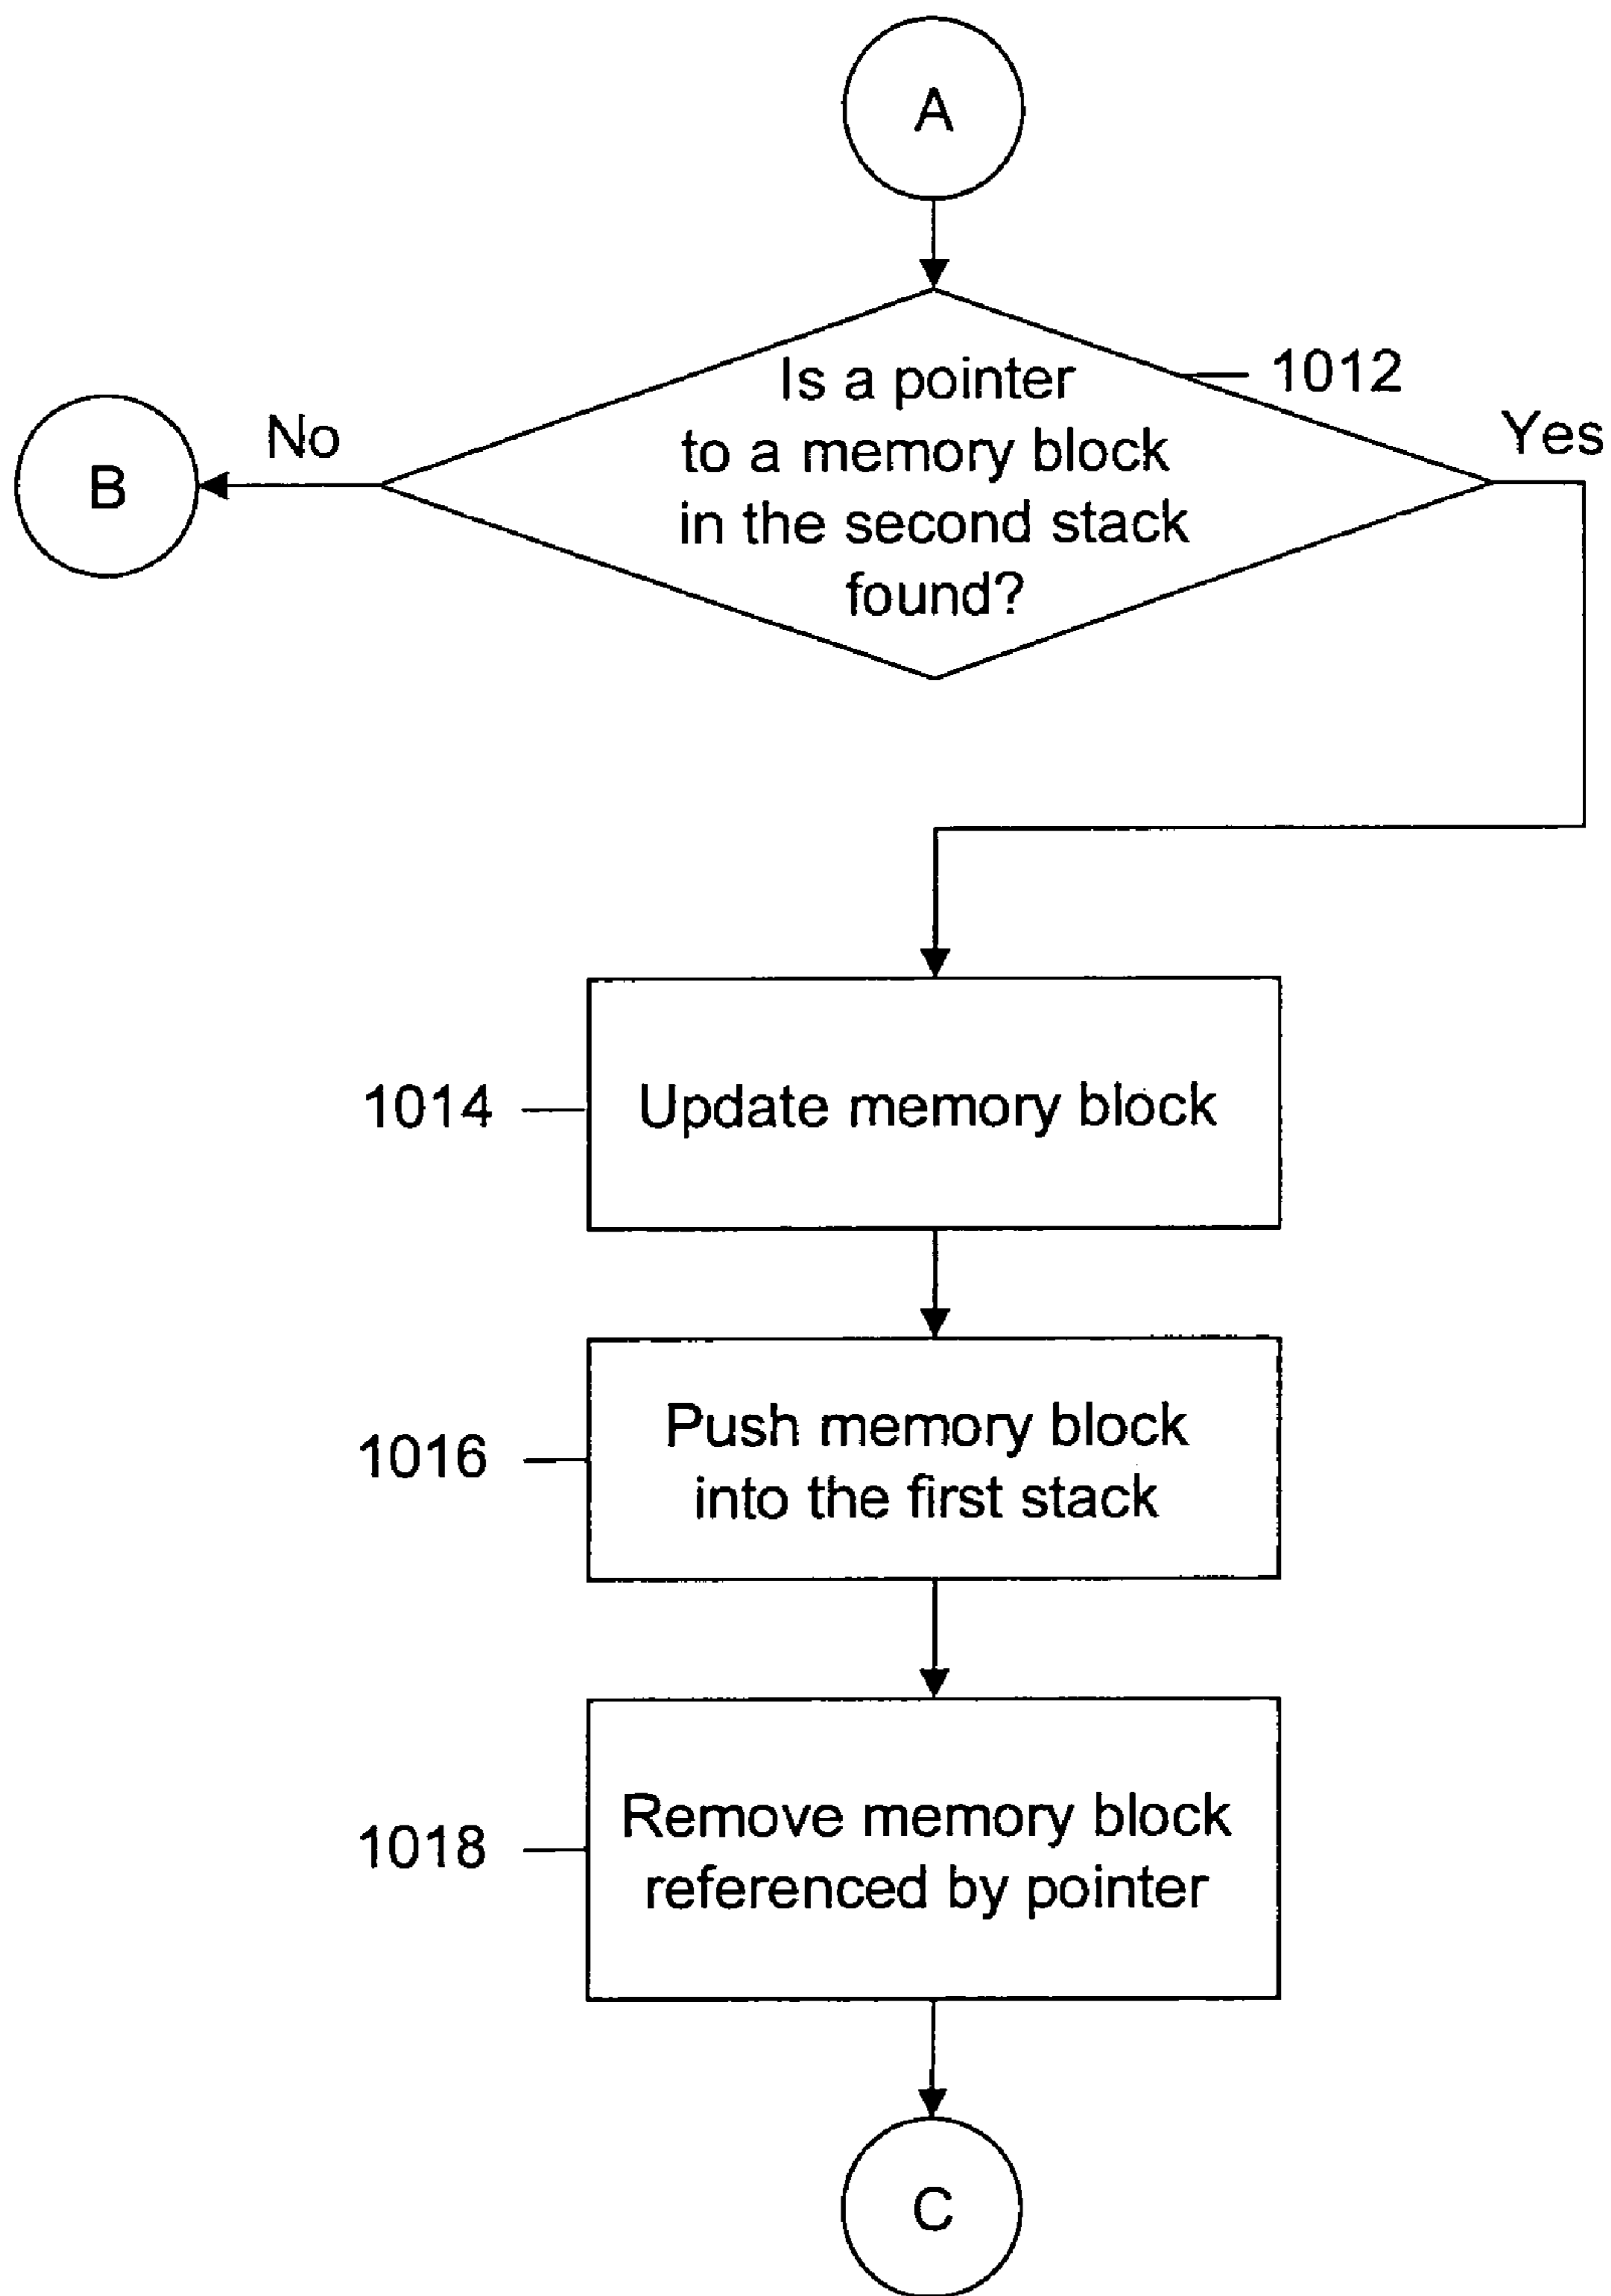 A
Is a pointer
to a memory block
in the second stack
found?
1012
Yes
No
B
1014
Update memory block
1016
Push memory block
into the first stack
1018
Remove memory block
referenced by pointer
C